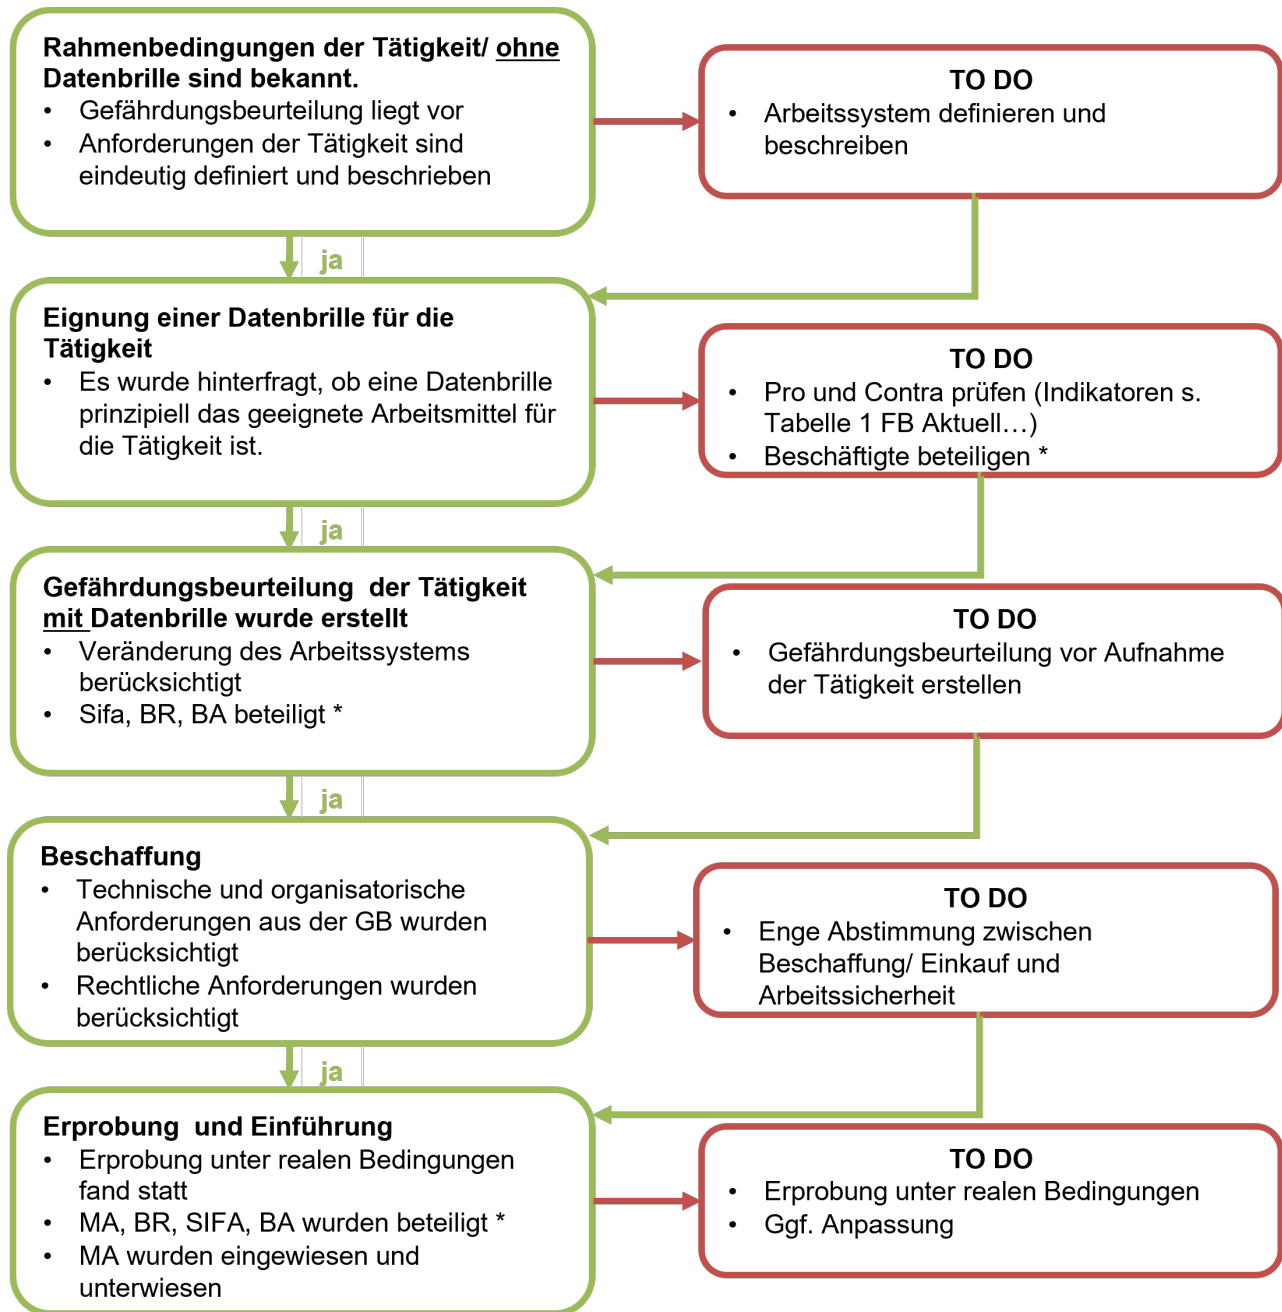 Rahmenbedingungen der Tätigkeit/ ohne
Datenbrille sind bekannt.
• Gefährdungsbeurteilung liegt vor
• Anforderungen der Tätigkeit sind
eindeutig definiert und beschrieben
TO DO
• Arbeitssystem definieren und
beschreiben
ja
Eignung einer Datenbrille für die
Tätigkeit
• Es wurde hinterfragt, ob eine Datenbrille
prinzipiell das geeignete Arbeitsmittel für
die Tätigkeit ist.
TO DO
• Pro und Contra prüfen (Indikatoren s.
Tabelle 1 FB Aktuell…)
• Beschäftigte beteiligen *
ja
Gefährdungsbeurteilung der Tätigkeit
mit Datenbrille wurde erstellt
• Veränderung des Arbeitssystems
berücksichtigt
• Sifa, BR, BA beteiligt *
TO DO
• Gefährdungsbeurteilung vor Aufnahme
der Tätigkeit erstellen
ja
Beschaffung
• Technische und organisatorische
Anforderungen aus der GB wurden
berücksichtigt
• Rechtliche Anforderungen wurden
berücksichtigt
TO DO
• Enge Abstimmung zwischen
Beschaffung/ Einkauf und
Arbeitssicherheit
ja
Erprobung und Einführung
• Erprobung unter realen Bedingungen
fand statt
• MA, BR, SIFA, BA wurden beteiligt *
• MA wurden eingewiesen und
unterwiesen
TO DO
• Erprobung unter realen Bedingungen
• Ggf. Anpassung